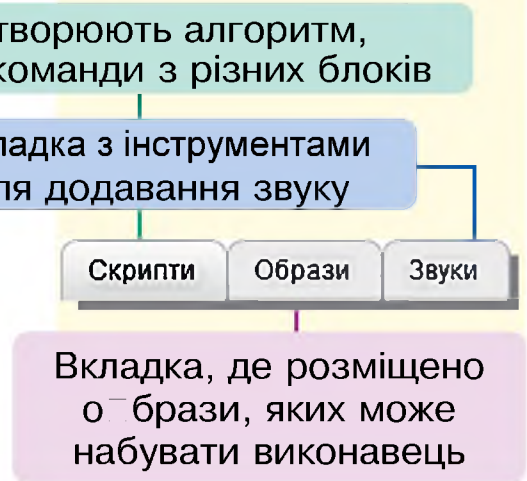 творюють алгоритм,
команди з різних блоків
ладка з інструментами
ля додавання звуку
Скрипти Образи Звуки
Вкладка, де розміщено
о¯брази, яких може
набувати виконавець